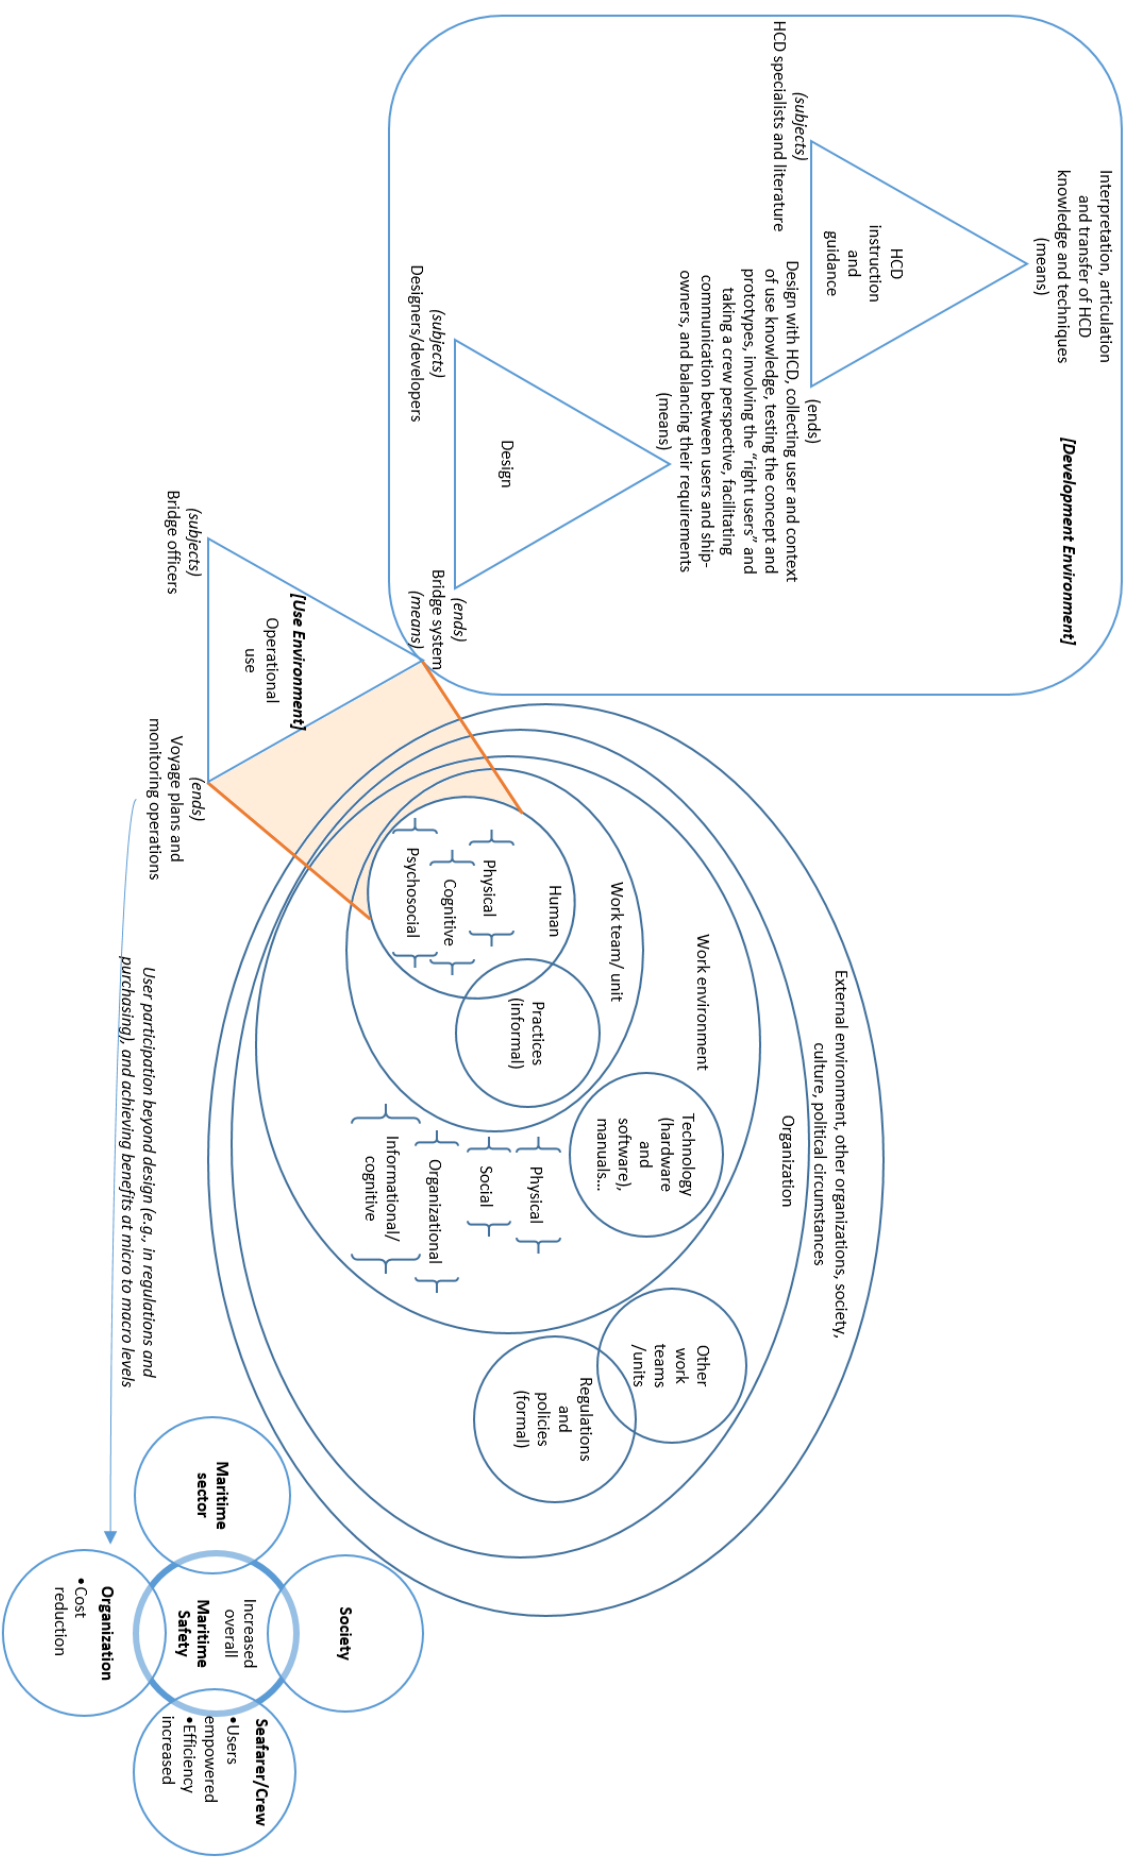 Interpretation, articulation
and transfer of HCD
knowledge and techniques
(means)
[Development Environment]
HCD
instruction
and
guidance
(subjects)
HCD specialists and literature
(ends)
Design with HCD, collecting user and context
of use knowledge, testing the concept and
prototypes, involving the “right users” and
taking a crew perspective, facilitating
communication between users and ship-
owners, and balancing their requirements
(means)
Design
(subjects)
Designers/developers
(ends)
Bridge system
(means)
[Use Environment]
Operational
use
(subjects)
Bridge officers
(ends)
Voyage plans and
monitoring operations
External environment, other organizations, society,
culture, political circumstances
Organization
Work environment
Work team/ unit
Human
Physical
Cognitive
Psychosocial
Practices
(informal)
Technology
(hardware
and
software),
manuals...
Physical
Social
Organizational
Informational/
cognitive
Other
work
teams
/units
Regulations
and
policies
(formal)
User participation beyond design (e.g., in regulations and
purchasing), and achieving benefits at micro to macro levels
Maritime
sector
Society
Increased
overall
Maritime
Safety
Organization
•Cost
reduction
Seafarer/Crew
•Users
empowered
•Efficiency
increased